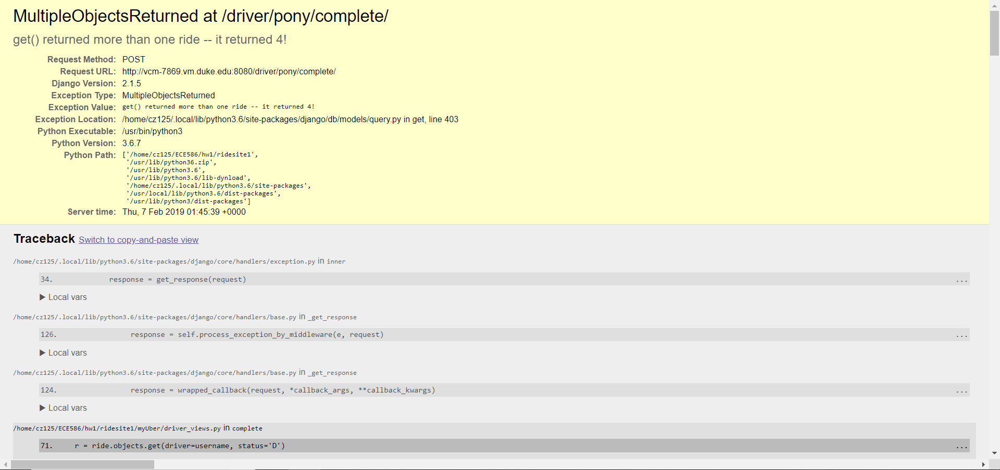 MultipleObjectsReturned at /driver/pony/complete/
get() returned more than one ride -- it returned 4!
Request Method: POST
Request URL: http://vcm-7869.vm.duke.edu:8080/driver/pony/complete/
Django Version: 2.1.5
Exception Type: MultipleObjectsReturned
Exception Value: get() returned more than one ride -- it returned 4!
Exception Location: /home/cz125/.local/lib/python3.6/site-packages/django/db/models/query.py in get, line 403
Python Executable: /usr/bin/python3
Python Version: 3.6.7
Python Path: ['/home/cz125/ECE586/hw1/ridesite1',
'/usr/lib/python36.zip',
'/usr/lib/python3.6',
'/usr/lib/python3.6/lib-dynload',
'/home/cz125/.local/lib/python3.6/site-packages',
'/usr/local/lib/python3.6/dist-packages',
'/usr/lib/python3/dist-packages']
Server time: Thu, 7 Feb 2019 01:45:39 +0000
Traceback Switch to copy-and-paste view
/home/cz125/.local/lib/python3.6/site-packages/django/core/handlers/exception.py in inner
34. response = get_response(request) ...
▶ Local vars
/home/cz125/.local/lib/python3.6/site-packages/django/core/handlers/base.py in _get_response
126. response = self.process_exception_by_middleware(e, request) ...
▶ Local vars
/home/cz125/.local/lib/python3.6/site-packages/django/core/handlers/base.py in _get_response
124. response = wrapped_callback(request, *callback_args, **callback_kwargs) ...
▶ Local vars
/home/cz125/ECE586/hw1/ridesite1/myUber/driver_views.py in complete
71. r = ride.objects.get(driver=username, status='D') ...